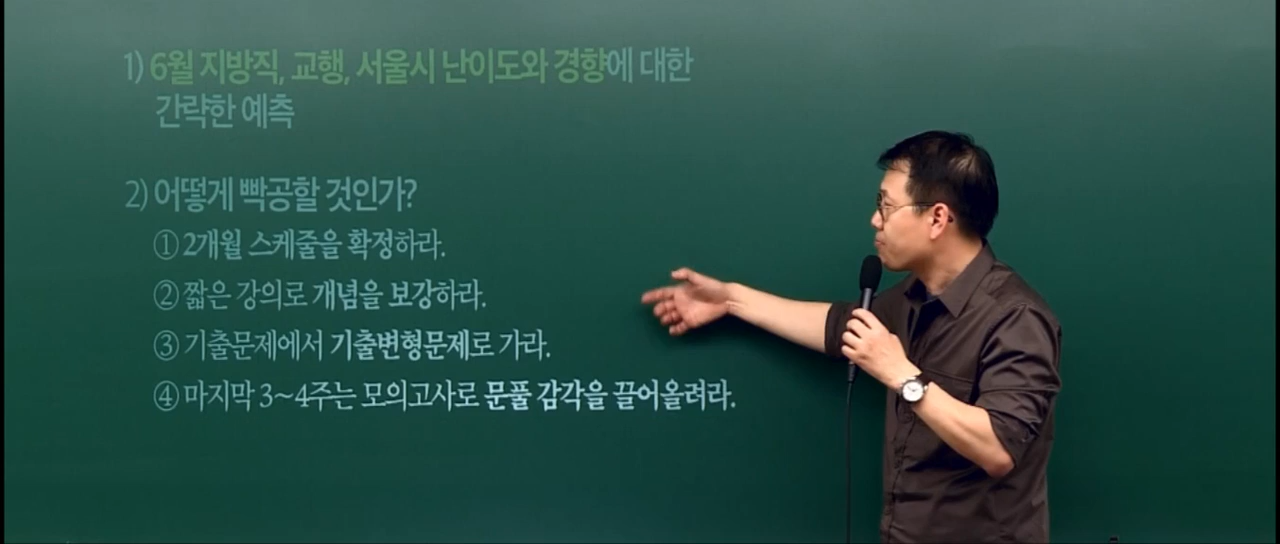 1) 6월 지방직, 교행, 서울시 난이도와 경향에 대한
간략한 예측
2) 어떻게 빡공할 것인가?
① 2개월 스케줄을 확정하라.
② 짧은 강의로 개념을 보강하라.
③ 기출문제에서 기출변형문제로 가라.
④ 마지막 3~4주는 모의고사로 문풀 감각을 끌어올려라.